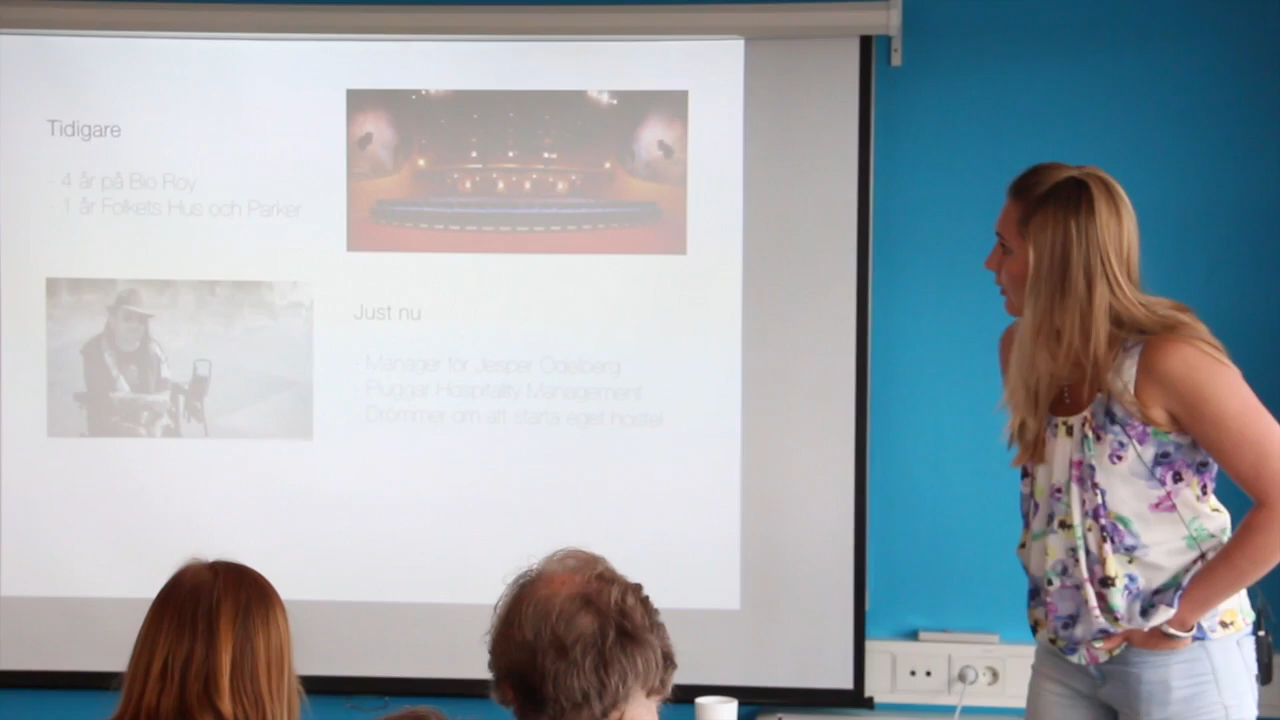 Tidigare
- 4 år på Bio Roy
- 1 år Folkets Hus och Parker
Just nu
- Manager för Jesper Odelberg
- Pluggar Hospitality Management
- Drömmer om att starta eget hostel